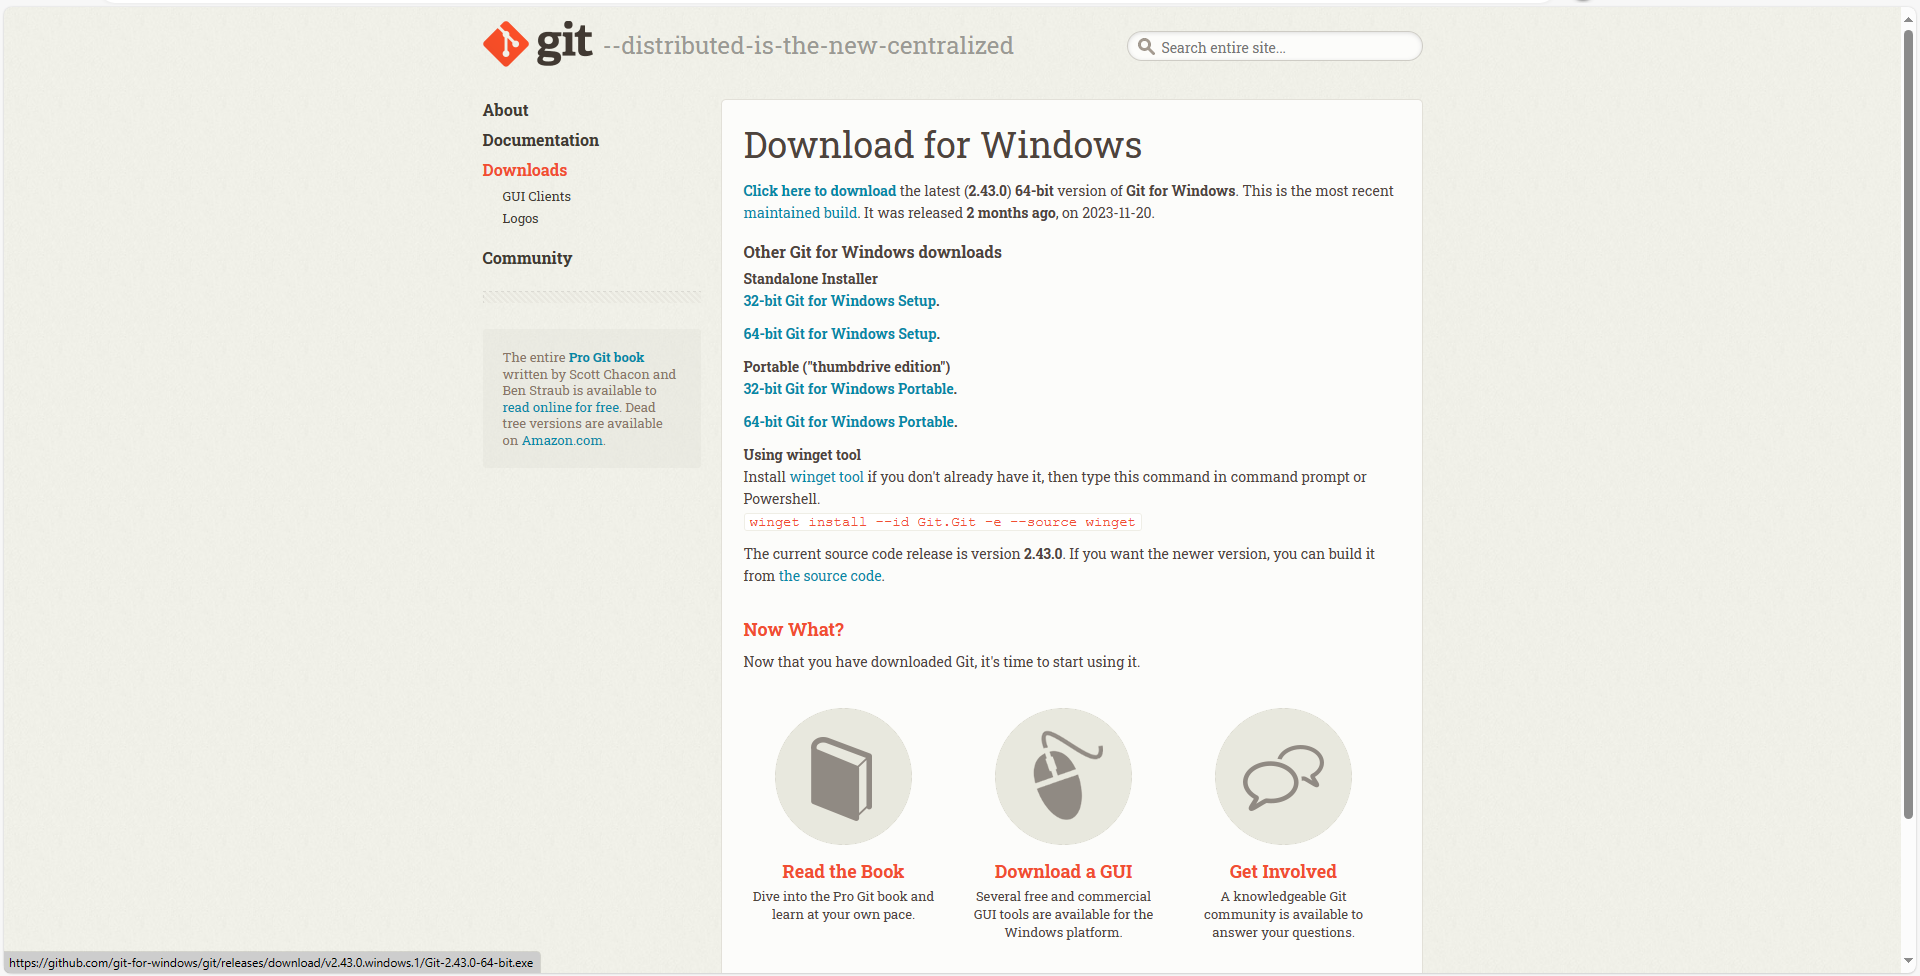 git --distributed-is-the-new-centralized
Search entire site...
About
Documentation
Downloads
GUI Clients
Logos
Community
The entire Pro Git book
written by Scott Chacon and
Ben Straub is available to
read online for free. Dead
tree versions are available
on Amazon.com.
Download for Windows
Click here to download the latest (2.43.0) 64-bit version of Git for Windows. This is the most recent
maintained build. It was released 2 months ago, on 2023-11-20.
Other Git for Windows downloads
Standalone Installer
32-bit Git for Windows Setup.
64-bit Git for Windows Setup.
Portable ("thumbdrive edition")
32-bit Git for Windows Portable.
64-bit Git for Windows Portable.
Using winget tool
Install winget tool if you don't already have it, then type this command in command prompt or
Powershell.
winget install --id Git.Git -e --source winget
The current source code release is version 2.43.0. If you want the newer version, you can build it
from the source code.
Now What?
Now that you have downloaded Git, it's time to start using it.
Read the Book
Dive into the Pro Git book and
learn at your own pace.
Download a GUI
Several free and commercial
GUI tools are available for the
Windows platform.
Get Involved
A knowledgeable Git
community is available to
answer your questions.
https://github.com/git-for-windows/git/releases/download/v2.43.0.windows.1/Git-2.43.0-64-bit.exe